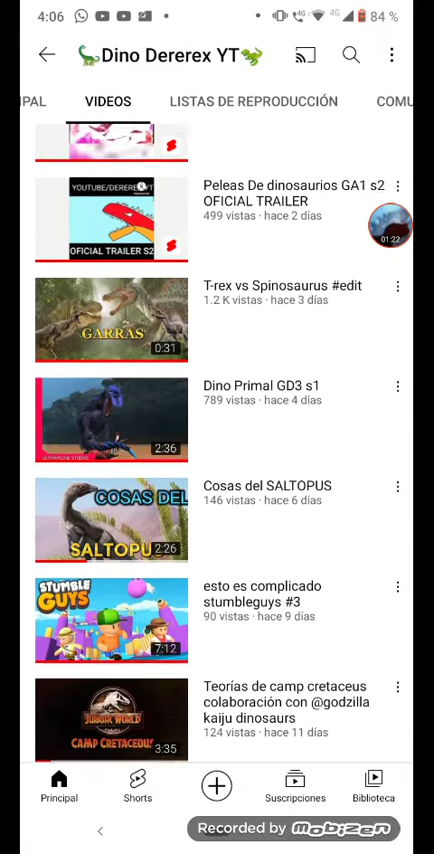 4:06
4G
4G
84 %
🦕Dino Dererex YT🦖
IPAL
VIDEOS
LISTAS DE REPRODUCCIÓN
COMU
YOUTUBE/DERERE
YT
OFICIAL TRAILER S2
Peleas De dinosaurios GA1 s2
OFICIAL TRAILER
499 vistas · hace 2 días
01:22
GARRAS
0:31
T-rex vs Spinosaurus #edit
1.2 K vistas · hace 3 días
2:36
Dino Primal GD3 s1
789 vistas · hace 4 días
COSAS DEL
SALTOPU
2:26
Cosas del SALTOPUS
146 vistas · hace 6 días
STUMBLE
GUYS
7:12
esto es complicado
stumbleguys #3
90 vistas · hace 9 días
JURASSIC WORLD
CAMP CRETACEOU
3:35
Teorías de camp cretaceus
colaboración con @godzilla
kaiju dinosaurs
124 vistas · hace 11 días
Principal
Shorts
Suscripciones
Biblioteca
Recorded by mobizen